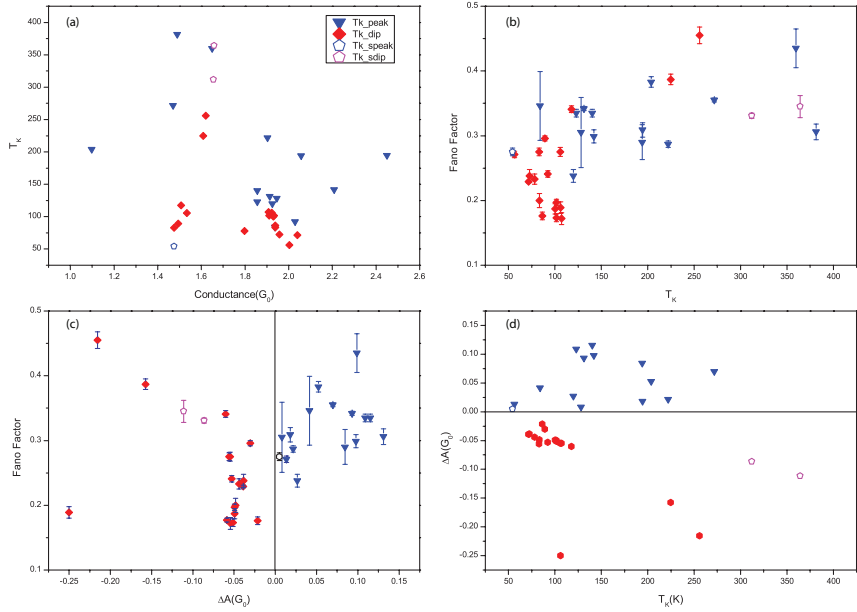 (a)
Tk_peak
Tk_dip
Tk_speak
Tk_sdip
T_K
400
350
300
250
200
150
100
50
1.0 1.2 1.4 1.6 1.8 2.0 2.2 2.4 2.6
Conductance(G_0)
(b)
Fano Factor
0.5
0.4
0.3
0.2
0.1
50 100 150 200 250 300 350 400
T_K
(c)
Fano Factor
0.5
0.4
0.3
0.2
0.1
-0.25 -0.20 -0.15 -0.10 -0.05 0.00 0.05 0.10 0.15
ΔA(G_0)
(d)
ΔA(G_0)
0.15
0.10
0.05
0.00
-0.05
-0.10
-0.15
-0.20
-0.25
50 100 150 200 250 300 350 400
T_K(K)